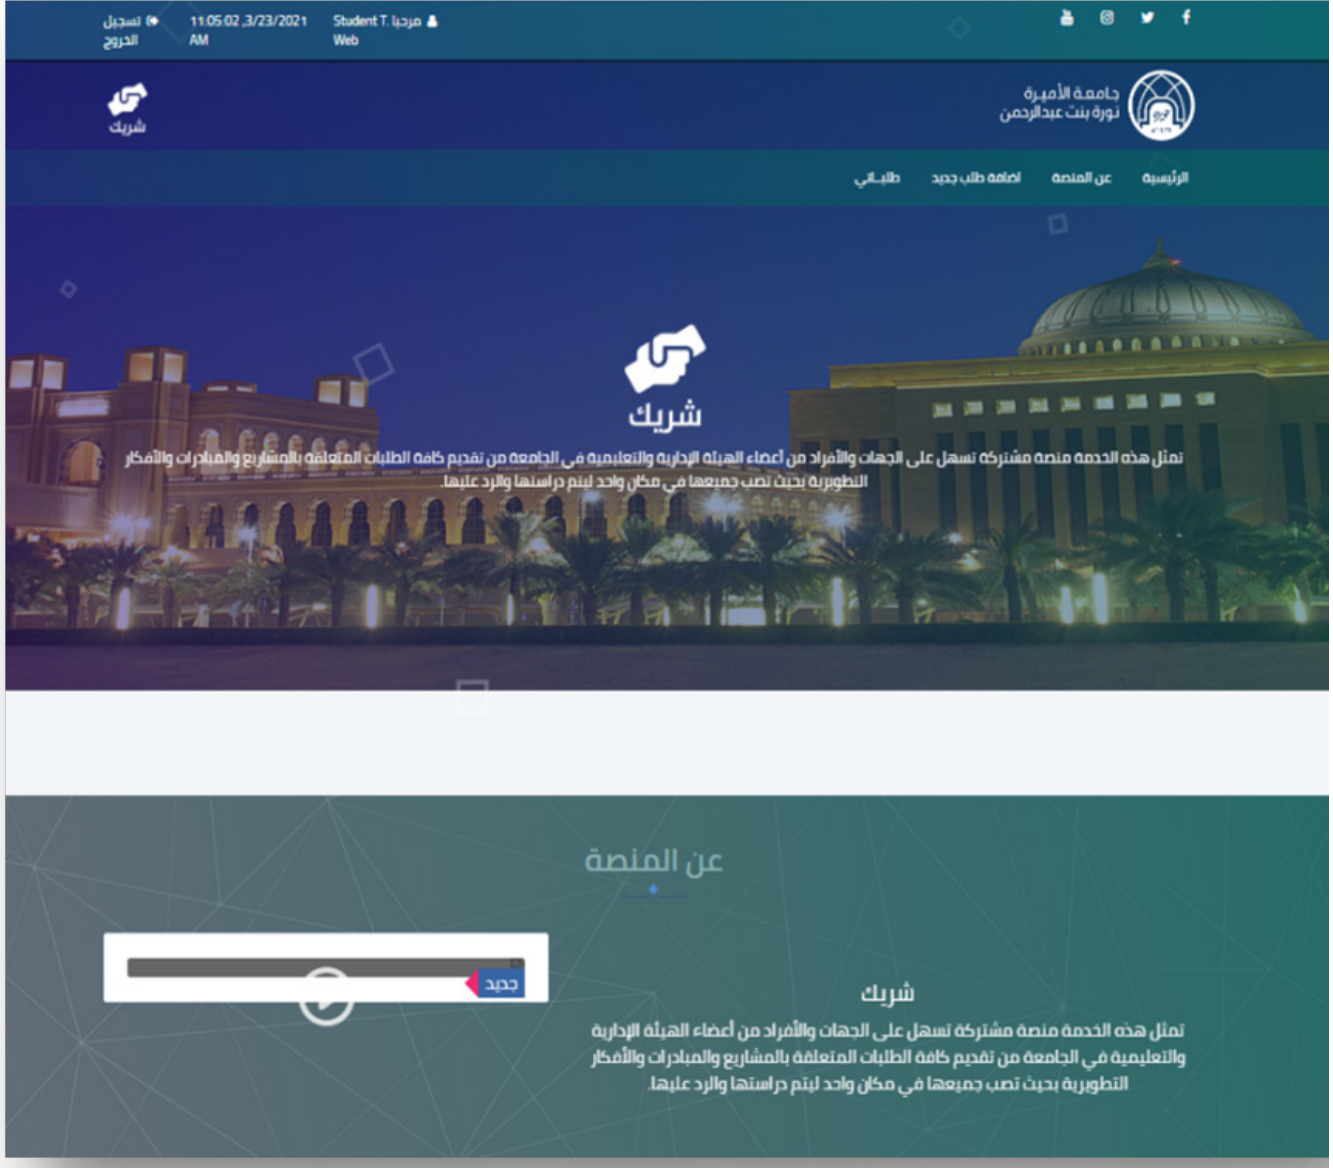 مرحبا Student T. Web
3/23/2021, 11:05:02 AM
تسجيل الخروج
جامعة الأميرة
نورة بنت عبدالرحمن
شريك
الرئيسية
عن المنصة
اضافة طلب جديد
طلبــاتي
شريك
تمثل هذه الخدمة منصة مشتركة تسهل على الجهات والأفراد من أعضاء الهيئة الإدارية والتعليمية في الجامعة من تقديم كافة الطلبات المتعلقة بالمشاريع والمبادرات والأفكار
التطويرية بحيث تصب جميعها في مكان واحد ليتم دراستها والرد عليها.
عن المنصة
جديد
شريك
تمثل هذه الخدمة منصة مشتركة تسهل على الجهات والأفراد من أعضاء الهيئة الإدارية
والتعليمية في الجامعة من تقديم كافة الطلبات المتعلقة بالمشاريع والمبادرات والأفكار
التطويرية بحيث تصب جميعها في مكان واحد ليتم دراستها والرد عليها.